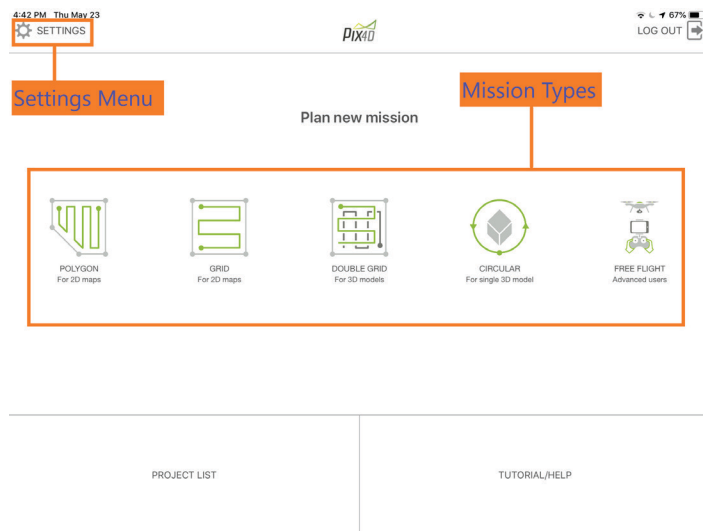 4:42 PM Thu May 23
67%
SETTINGS
PIX4D
LOG OUT
Settings Menu
Mission Types
Plan new mission
POLYGON
For 2D maps
GRID
For 2D maps
DOUBLE GRID
For 3D models
CIRCULAR
For single 3D model
FREE FLIGHT
Advanced users
PROJECT LIST
TUTORIAL/HELP